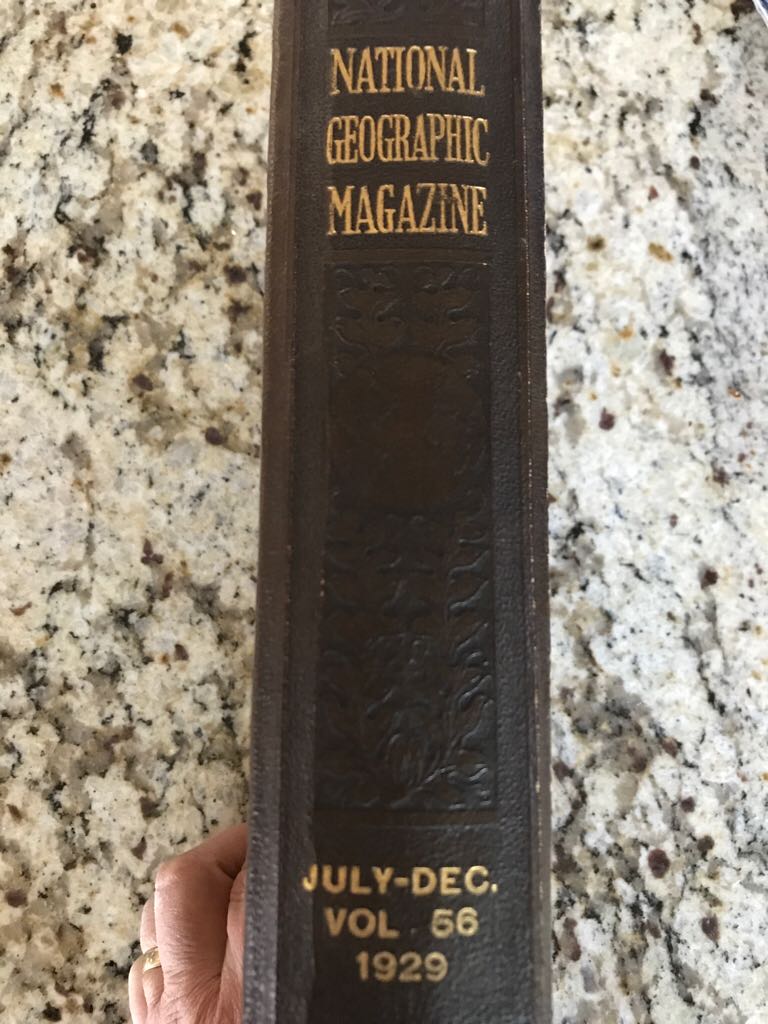 NATIONAL
GEOGRAPHIC
MAGAZINE
JULY-DEC.
VOL. 56
1929